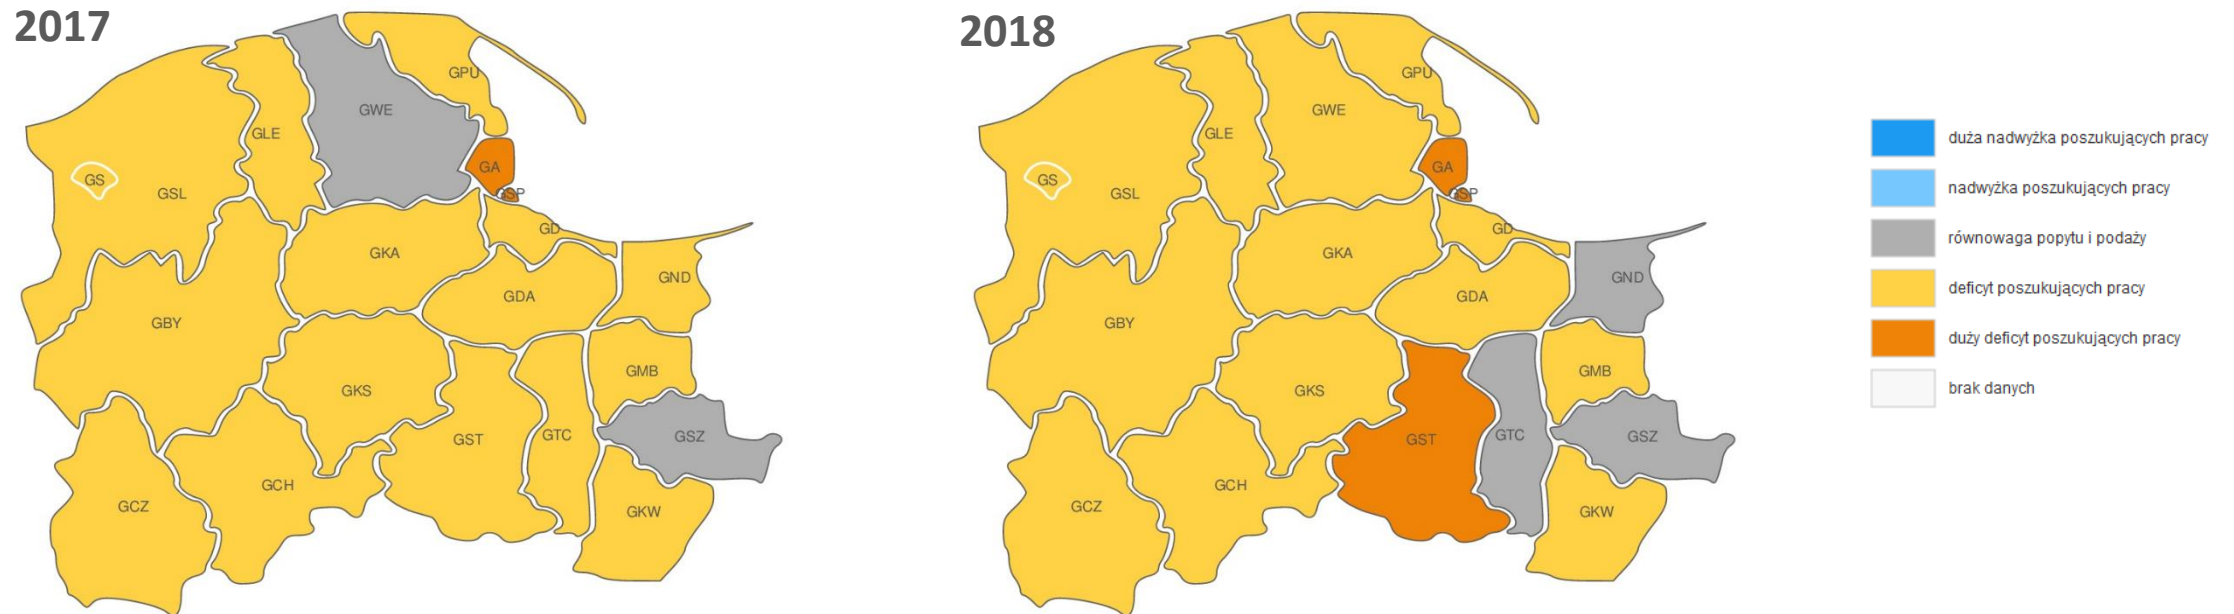 2017
GPU
GWE
GLE
GA
GS
GSL
GSP
GD
GKA
GND
GDA
GBY
GMB
GKS
GST
GTC
GSZ
GCH
GCZ
GKW
2018
GPU
GWE
GLE
GA
GS
GSL
GSP
GD
GKA
GND
GDA
GBY
GMB
GKS
GST
GTC
GSZ
GCH
GCZ
GKW
duża nadwyżka poszukujących pracy
nadwyżka poszukujących pracy
równowaga popytu i podaży
deficyt poszukujących pracy
duży deficyt poszukujących pracy
brak danych